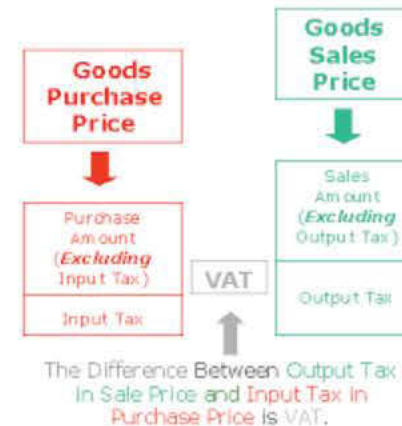 Goods
Purchase
Price
Goods
Sales
Price
Purchase
Amount
(Excluding
Input Tax)
Input Tax
Sales
Amount
(Excluding
Output Tax)
Output Tax
VAT
The Difference Between Output Tax
in Sale Price and Input Tax in
Purchase Price is VAT.